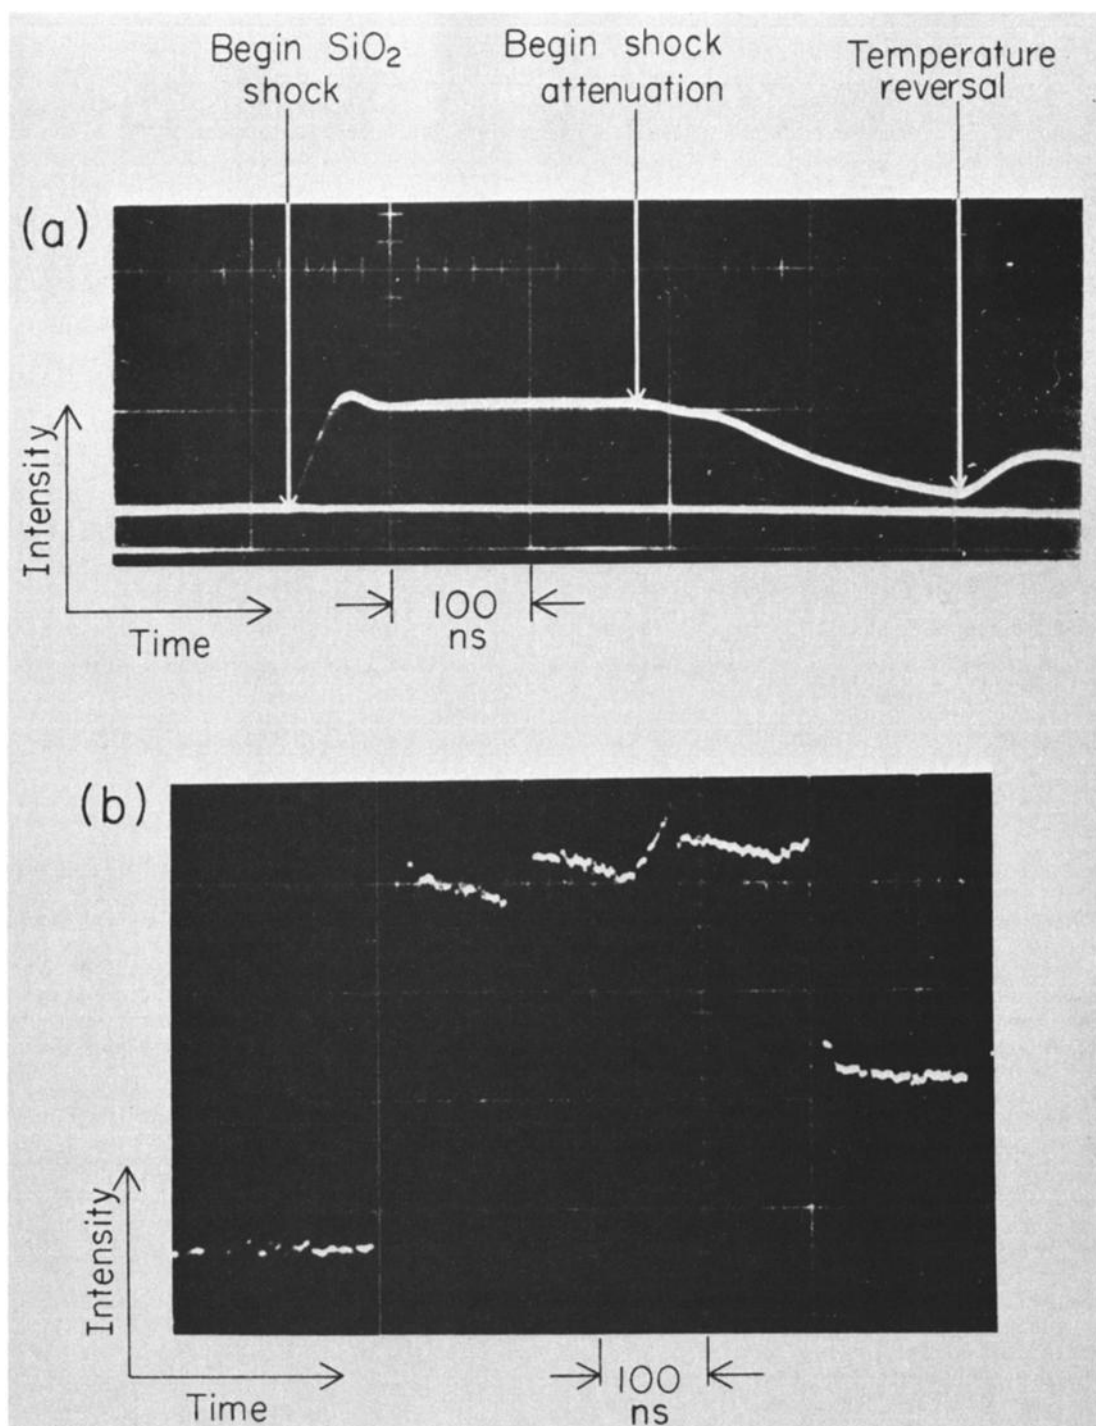 Begin SiO₂
shock
Begin shock
attenuation
Temperature
reversal
(a)
Intensity
Time
100
ns
(b)
Intensity
Time
100
ns